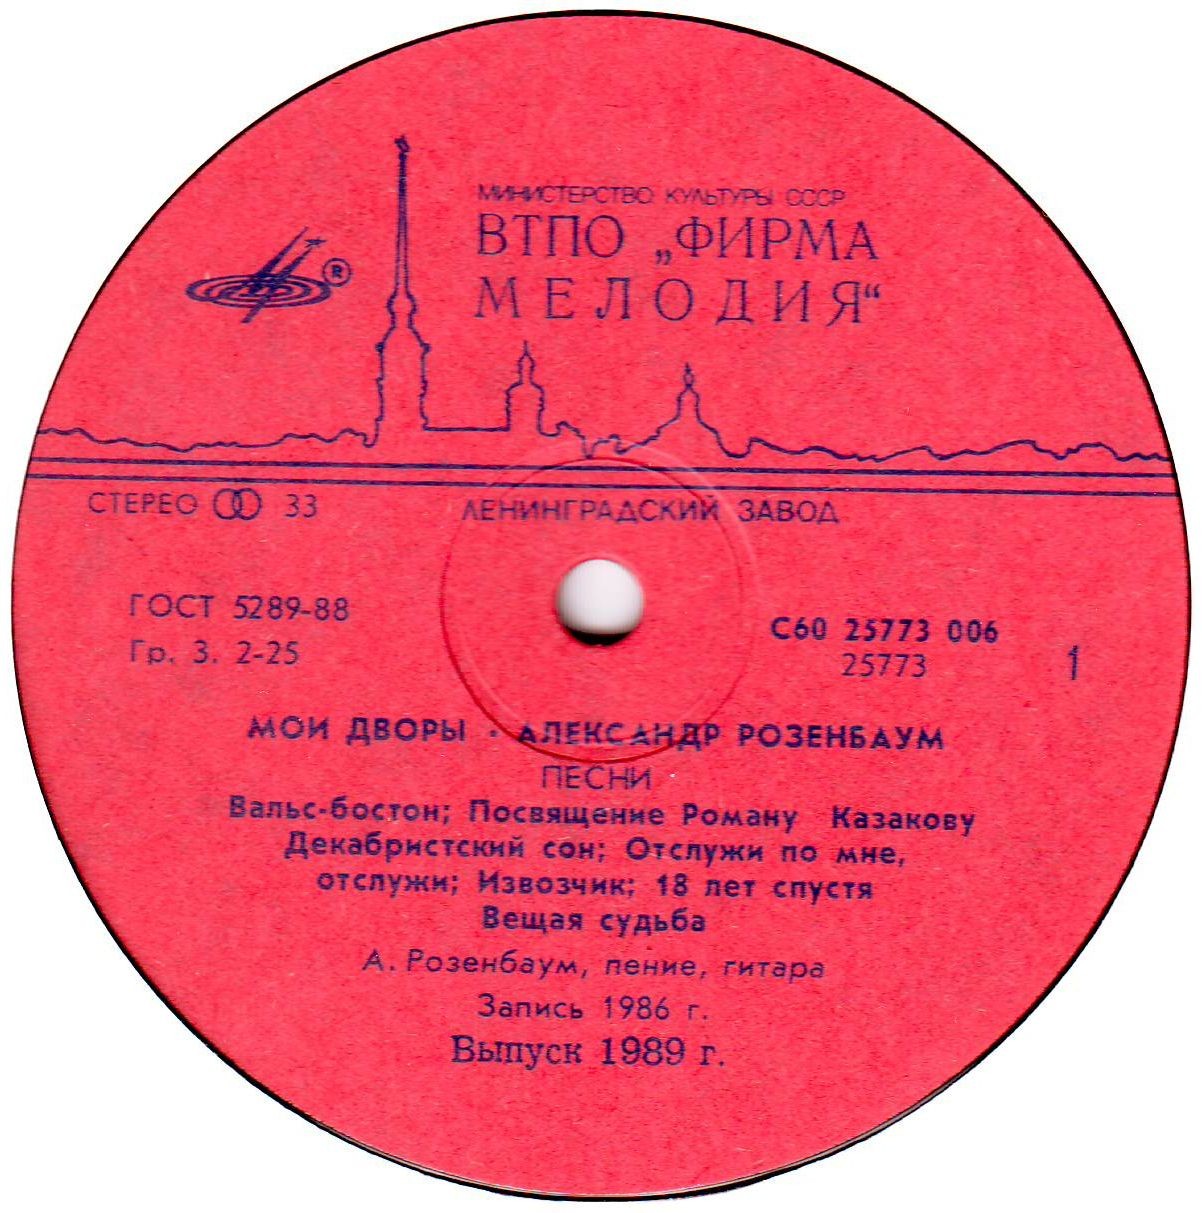 МИНИСТЕРСТВО КУЛЬТУРЫ СССР
ВТПО „ФИРМА
МЕЛОДИЯ“
®
СТЕРЕО 33
ЛЕНИНГРАДСКИЙ ЗАВОД
ГОСТ 5289-88
Гр. 3. 2-25
С60 25773 006
25773
1
МОИ ДВОРЫ · АЛЕКСАНДР РОЗЕНБАУМ
ПЕСНИ
Вальс-бостон; Посвящение Роману Казакову
Декабристский сон; Отслужи по мне,
отслужи; Извозчик; 18 лет спустя
Вещая судьба
А. Розенбаум, пение, гитара
Запись 1986 г.
Выпуск 1989 г.